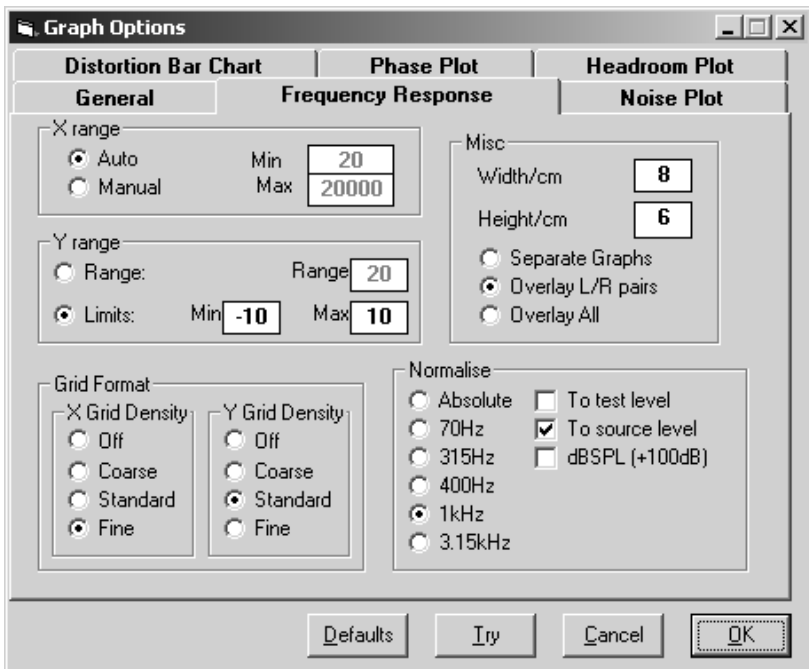 Graph Options
Distortion Bar Chart Phase Plot Headroom Plot
General Frequency Response Noise Plot
X range
Auto Min 20
Manual Max 20000
Y range
Range: Range 20
Limits: Min -10 Max 10
Misc
Width/cm 8
Height/cm 6
Separate Graphs
Overlay L/R pairs
Overlay All
Grid Format
X Grid Density
Off
Coarse
Standard
Fine
Y Grid Density
Off
Coarse
Standard
Fine
Normalise
Absolute
70Hz
315Hz
400Hz
1kHz
3.15kHz
To test level
To source level
dBSPL (+100dB)
Defaults Try Cancel OK